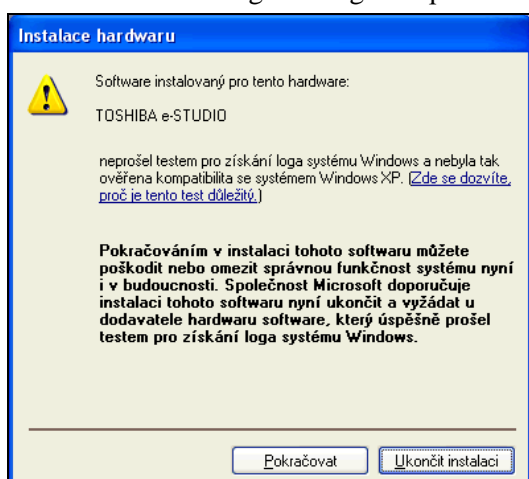 Instalace hardwaru
Software instalovaný pro tento hardware:
TOSHIBA e-STUDIO
neprošel testem pro získání loga systému Windows a nebyla tak
ověřena kompatibilita se systémem Windows XP. (Zde se dozvíte,
proč je tento test důležitý.)
Pokračováním v instalaci tohoto softwaru můžete
poškodit nebo omezit správnou funkčnost systému nyní
i v budoucnosti. Společnost Microsoft doporučuje
instalaci tohoto softwaru nyní ukončit a vyžádat u
dodavatele hardwaru software, který úspěšně prošel
testem pro získání loga systému Windows.
Pokračovat
Ukončit instalaci